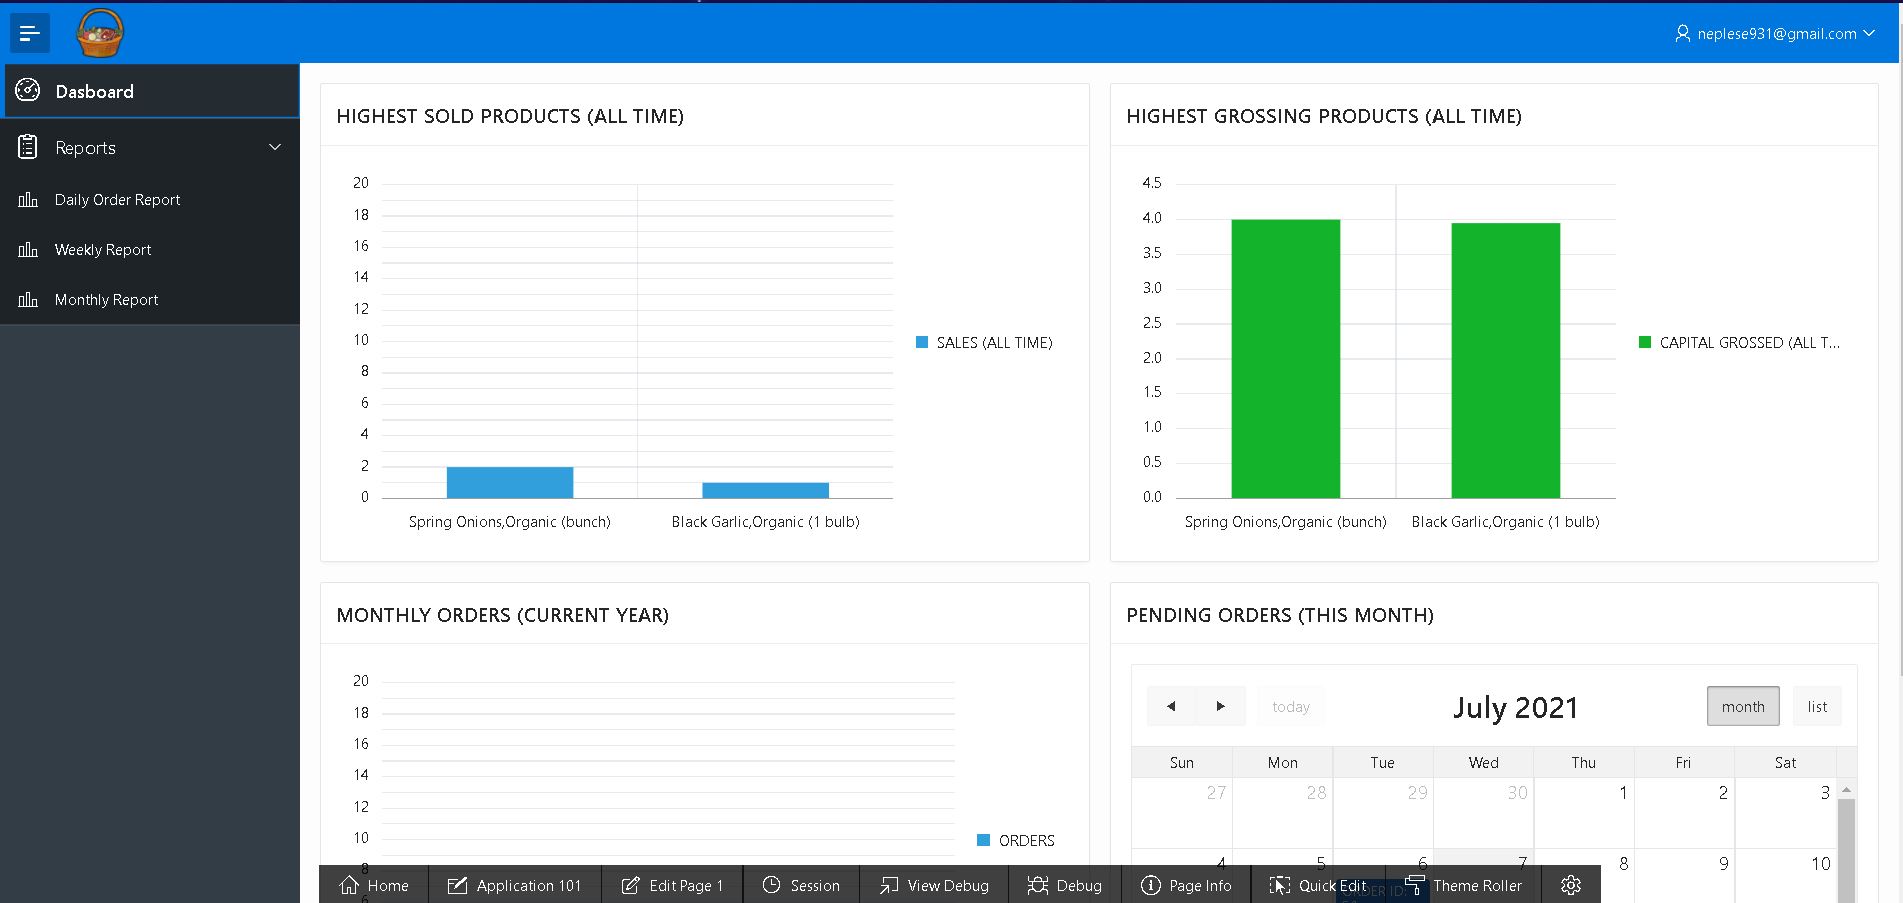 neplese931@gmail.com
Dasboard
Reports
Daily Order Report
Weekly Report
Monthly Report
HIGHEST SOLD PRODUCTS (ALL TIME)
20
18
16
14
12
10
8
6
4
2
0
Spring Onions,Organic (bunch) Black Garlic,Organic (1 bulb)
SALES (ALL TIME)
HIGHEST GROSSING PRODUCTS (ALL TIME)
4.5
4.0
3.5
3.0
2.5
2.0
1.5
1.0
0.5
0.0
Spring Onions,Organic (bunch) Black Garlic,Organic (1 bulb)
CAPITAL GROSSED (ALL T...
MONTHLY ORDERS (CURRENT YEAR)
20
18
16
14
12
10
8
6
ORDERS
PENDING ORDERS (THIS MONTH)
today July 2021 month list
Sun Mon Tue Wed Thu Fri Sat
27 28 29 30 1 2 3
4 5 6 7 8 9 10
ORDER ID:
Home Application 101 Edit Page 1 Session View Debug Debug Page Info Quick Edit Theme Roller